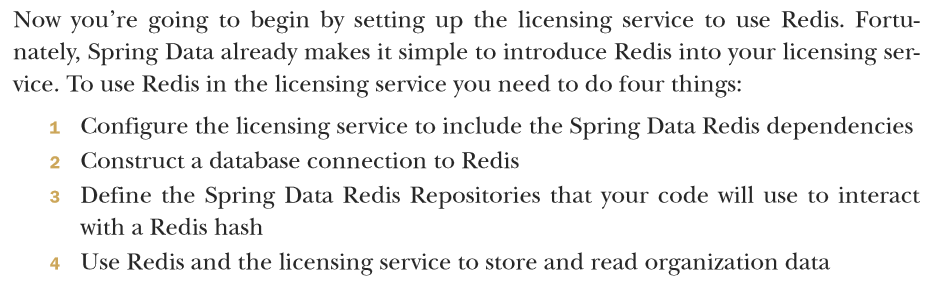 Now you’re going to begin by setting up the licensing service to use Redis. Fortu-
nately, Spring Data already makes it simple to introduce Redis into your licensing ser-
vice. To use Redis in the licensing service you need to do four things:
1 Configure the licensing service to include the Spring Data Redis dependencies
2 Construct a database connection to Redis
3 Define the Spring Data Redis Repositories that your code will use to interact
with a Redis hash
4 Use Redis and the licensing service to store and read organization data